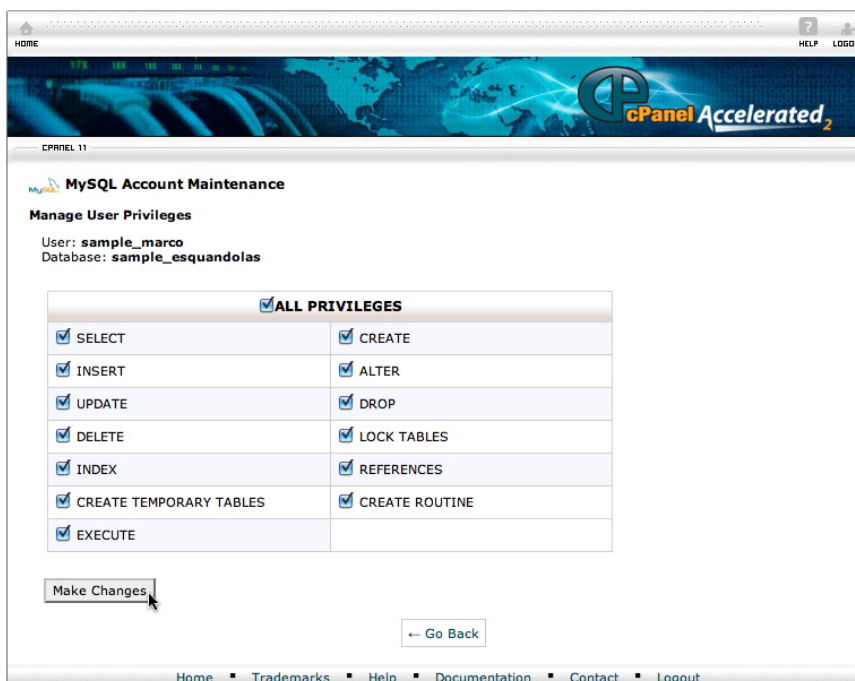 HOME
HELP LOGO
cPanel Accelerated2
CPANEL 11
MySQL MySQL Account Maintenance
Manage User Privileges
User: sample_marco
Database: sample_esquandolas
ALL PRIVILEGES
SELECT CREATE
INSERT ALTER
UPDATE DROP
DELETE LOCK TABLES
INDEX REFERENCES
CREATE TEMPORARY TABLES CREATE ROUTINE
EXECUTE
Make Changes
← Go Back
Home ▪ Trademarks ▪ Help ▪ Documentation ▪ Contact ▪ Logout